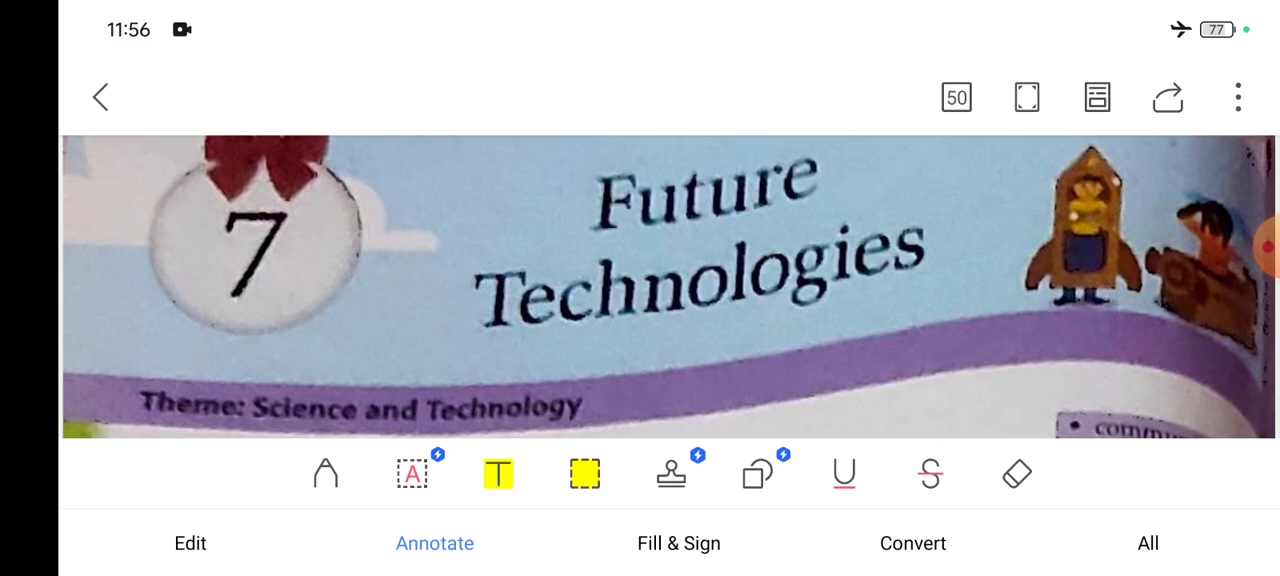 11:56
77
50
7
Future
Technologies
Theme: Science and Technology
A
T
U
S
Edit
Annotate
Fill & Sign
Convert
All